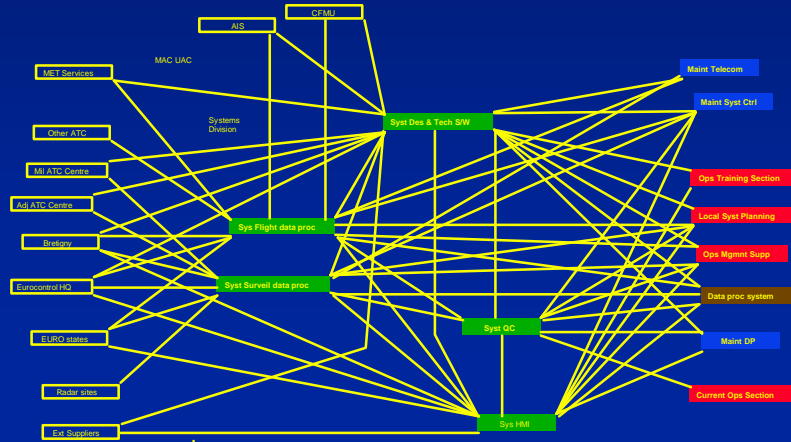 CFMU
AIS
MAC UAC
MET Services
Maint Telecom
Maint Syst Ctrl
Systems
Division
Syst Des & Tech S/W
Other ATC
Mil ATC Centre
Ops Training Section
Adj ATC Centre
Local Syst Planning
Sys Flight data proc
Bretigny
Ops Mgmnt Supp
Eurocontrol HQ
Syst Surveil data proc
Data proc system
Syst QC
EURO states
Maint DP
Radar sites
Current Ops Section
Sys HMI
Ext Suppliers